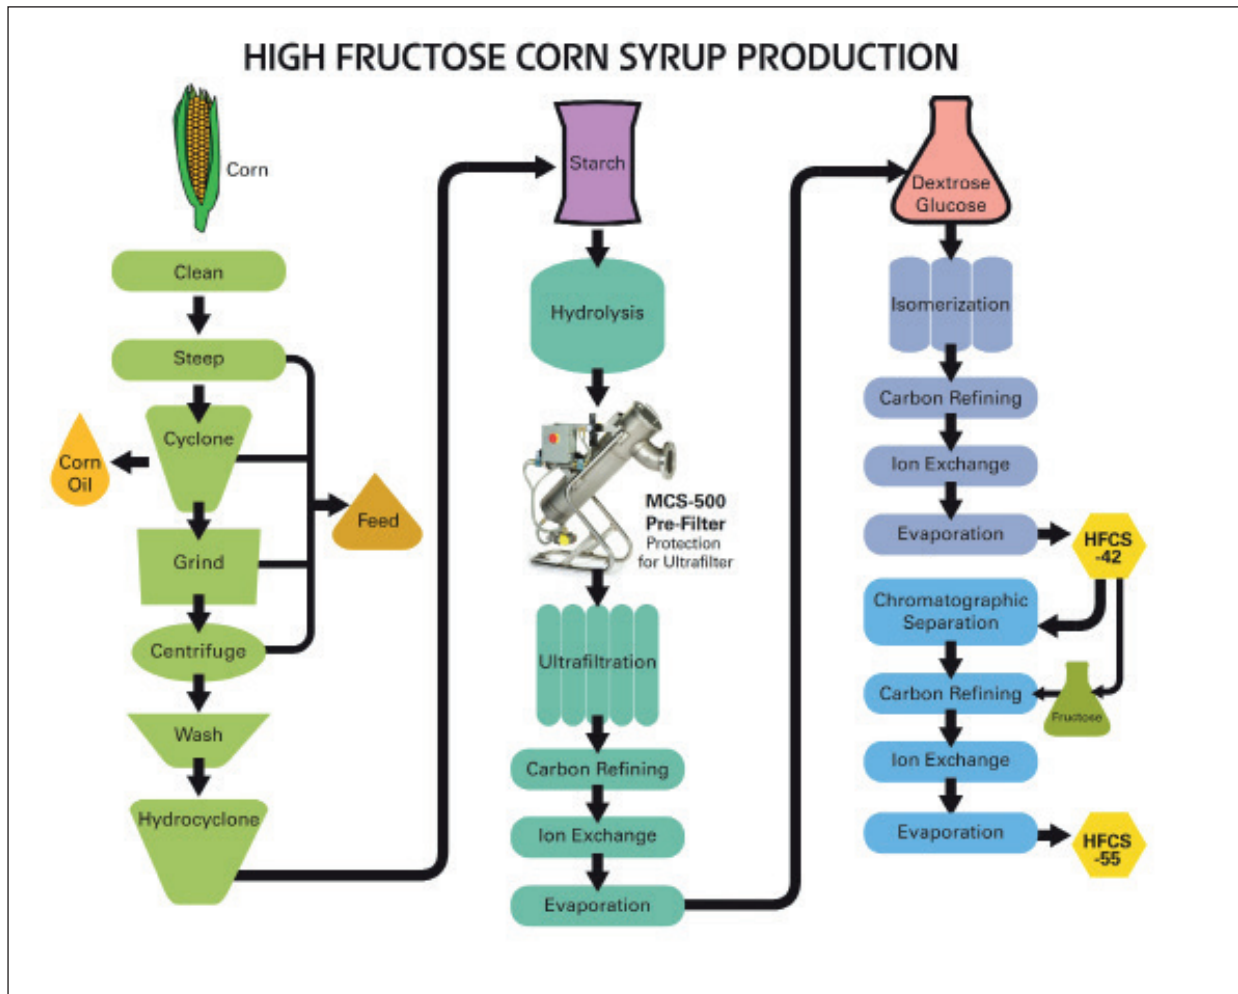 HIGH FRUCTOSE CORN SYRUP PRODUCTION
Corn
Clean
Steep
Cyclone
Corn
Oil
Feed
Grind
Centrifuge
Wash
Hydrocyclone
Starch
Hydrolysis
MCS-500
Pre-Filter
Protection
for Ultrafilter
Ultrafiltration
Carbon Refining
Ion Exchange
Evaporation
Dextrose
Glucose
Isomerization
Carbon Refining
Ion Exchange
Evaporation
HFCS
-42
Chromatographic
Separation
Carbon Refining
Fructose
Ion Exchange
Evaporation
HFCS
-55